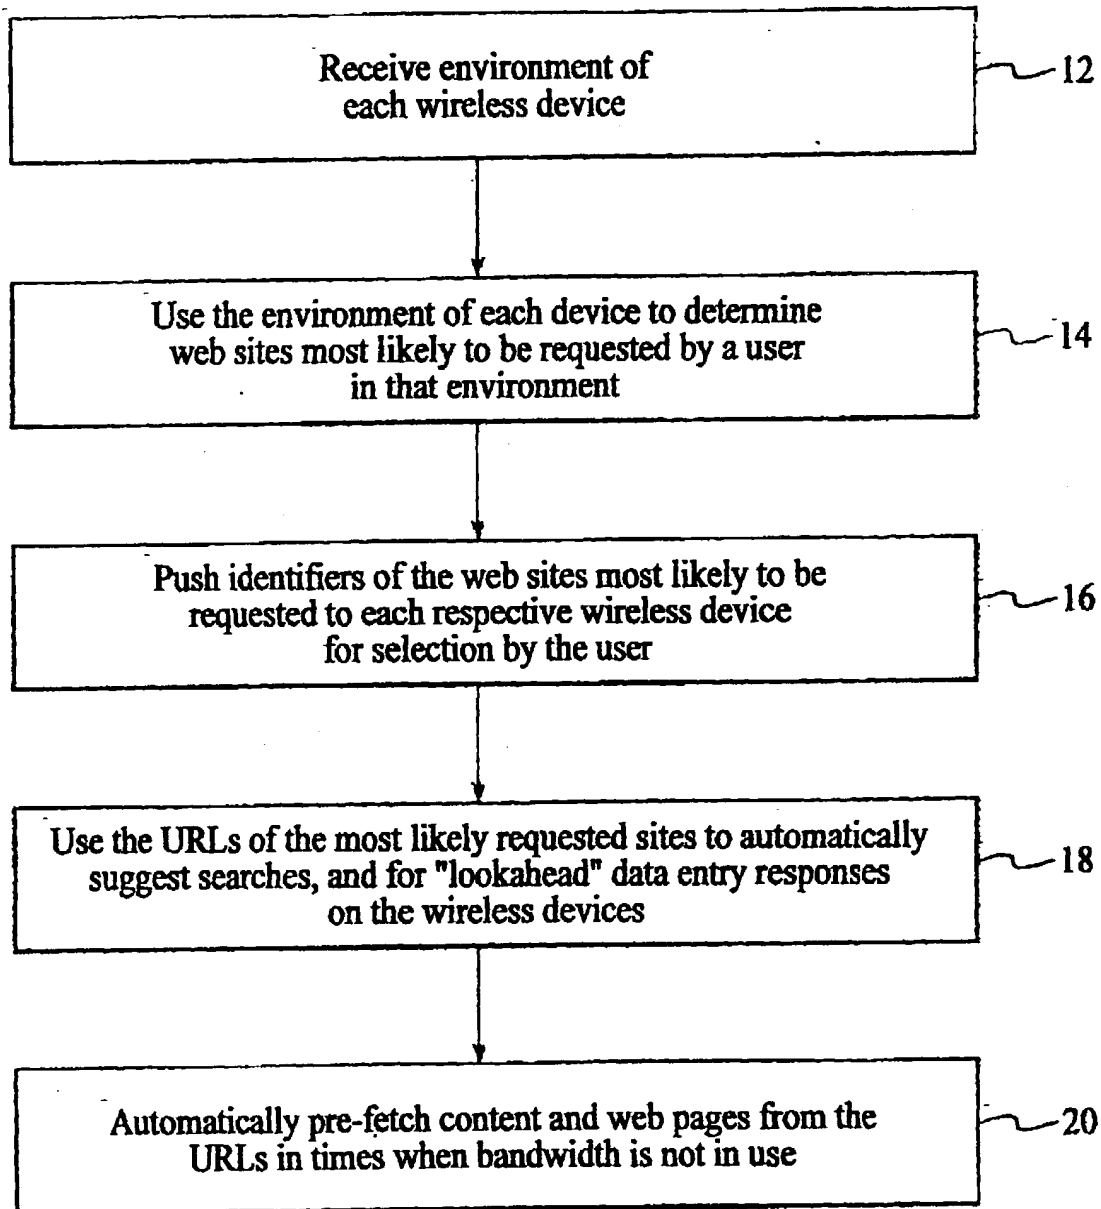 Receive environment of
each wireless device
12
Use the environment of each device to determine
web sites most likely to be requested by a user
in that environment
14
Push identifiers of the web sites most likely to be
requested to each respective wireless device
for selection by the user
16
Use the URLs of the most likely requested sites to automatically
suggest searches, and for "lookahead" data entry responses
on the wireless devices
18
Automatically pre-fetch content and web pages from the
URLs in times when bandwidth is not in use
20